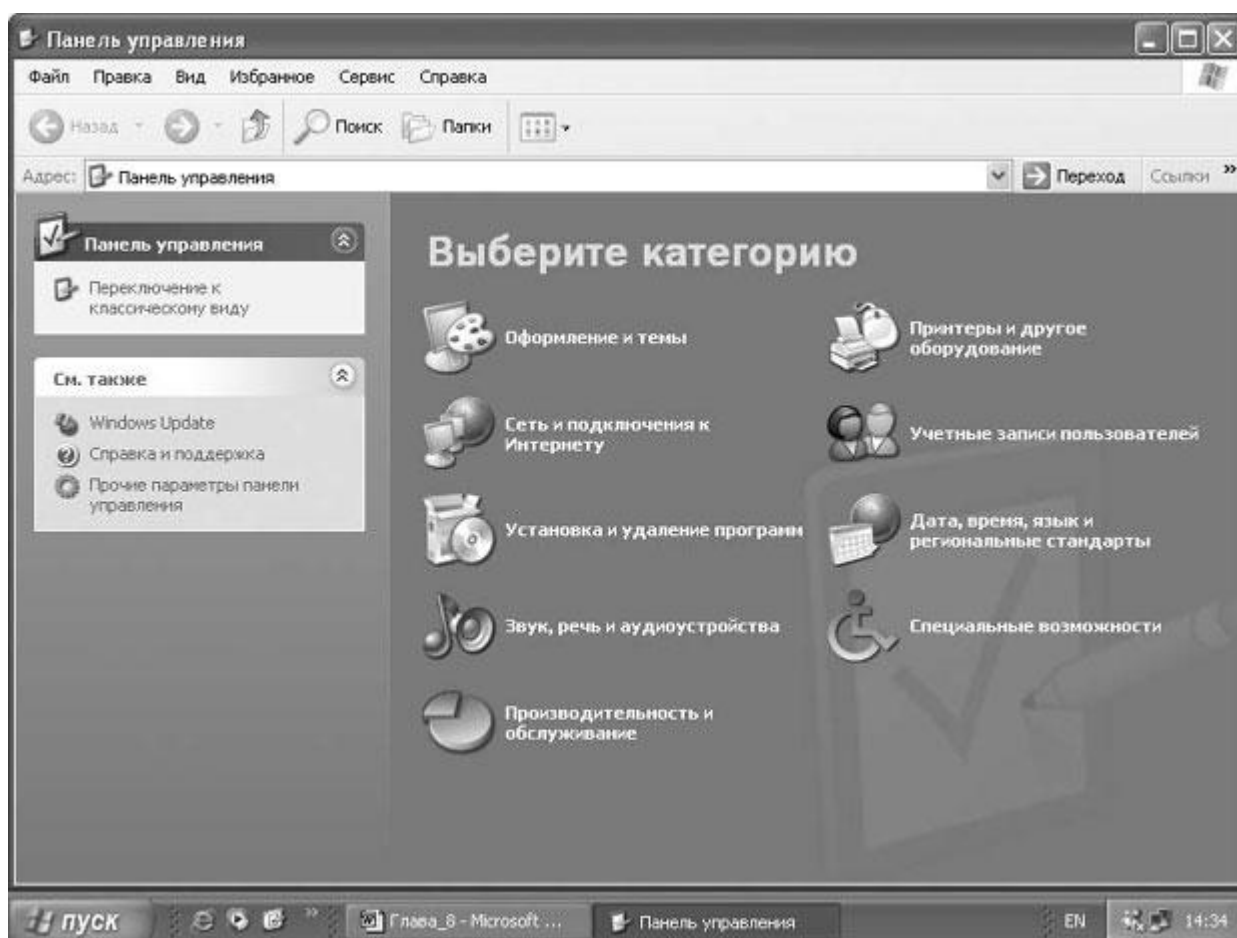 Панель управления
Файл Правка Вид Избранное Сервис Справка
Назад Поиск Папки
Адрес: Панель управления Переход Ссылки »
Панель управления
Переключение к
классическому виду
См. также
Windows Update
Справка и поддержка
Прочие параметры панели
управления
Выберите категорию
Оформление и темы
Принтеры и другое
оборудование
Сеть и подключения к
Интернету
Учетные записи пользователей
Установка и удаление программ
Дата, время, язык и
региональные стандарты
Звук, речь и аудиоустройства
Специальные возможности
Производительность и
обслуживание
пуск » Глава_8 - Microsoft ... Панель управления EN 14:34